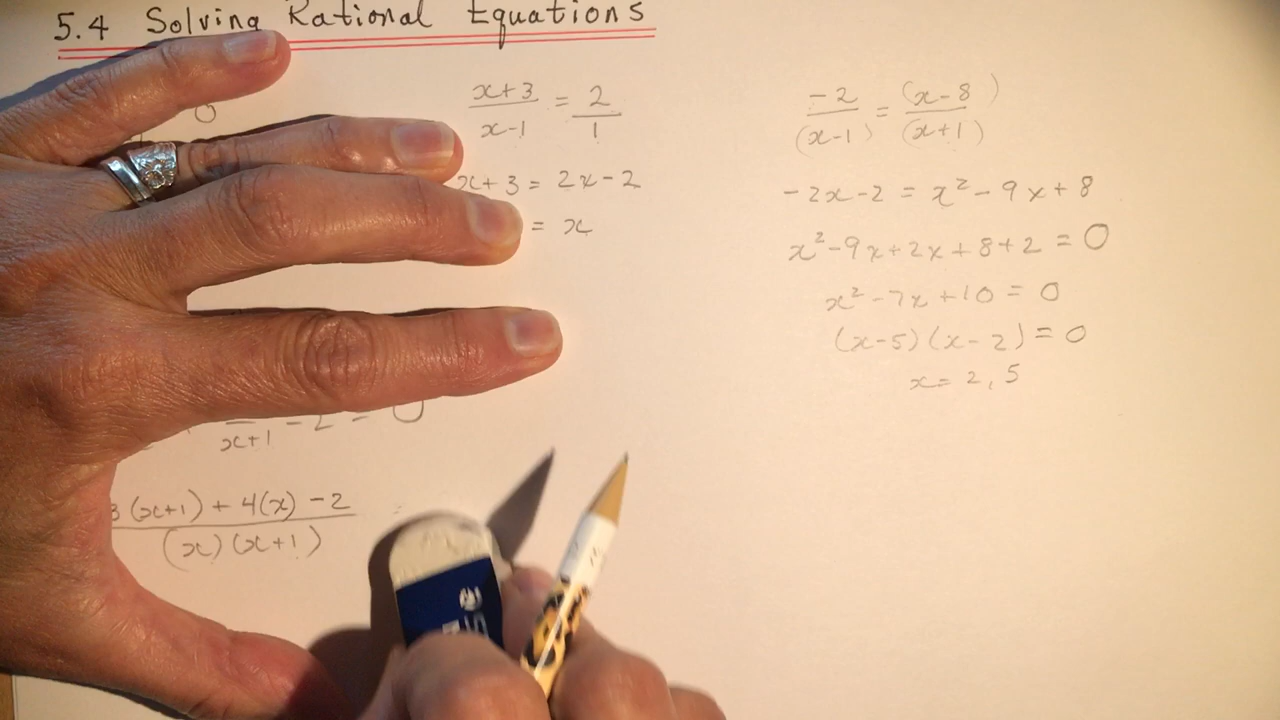 5.4 Solving Rational Equations
0
x+3 / x-1 = 2 / 1
x+3 = 2x-2
= x
-2 / (x-1) = (x-8) / (x+1)
-2x-2 = x²-9x+8
x²-9x+2x+8+2 = 0
x²-7x+10 = 0
(x-5)(x-2) = 0
x = 2, 5
/ x+1 - 2 = 0
3(x+1) + 4(x) - 2 / (x)(x+1) =